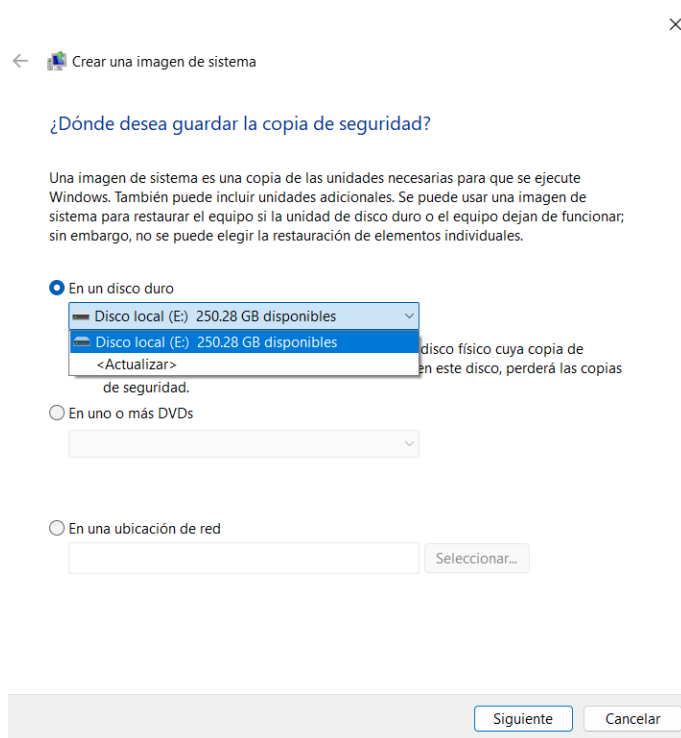 Crear una imagen de sistema
¿Dónde desea guardar la copia de seguridad?
Una imagen de sistema es una copia de las unidades necesarias para que se ejecute
Windows. También puede incluir unidades adicionales. Se puede usar una imagen de
sistema para restaurar el equipo si la unidad de disco duro o el equipo dejan de funcionar;
sin embargo, no se puede elegir la restauración de elementos individuales.
En un disco duro
Disco local (E:) 250.28 GB disponibles
Disco local (E:) 250.28 GB disponibles
disco físico cuya copia de
<Actualizar>
en este disco, perderá las copias
de seguridad.
En uno o más DVDs
En una ubicación de red
Seleccionar...
Siguiente
Cancelar